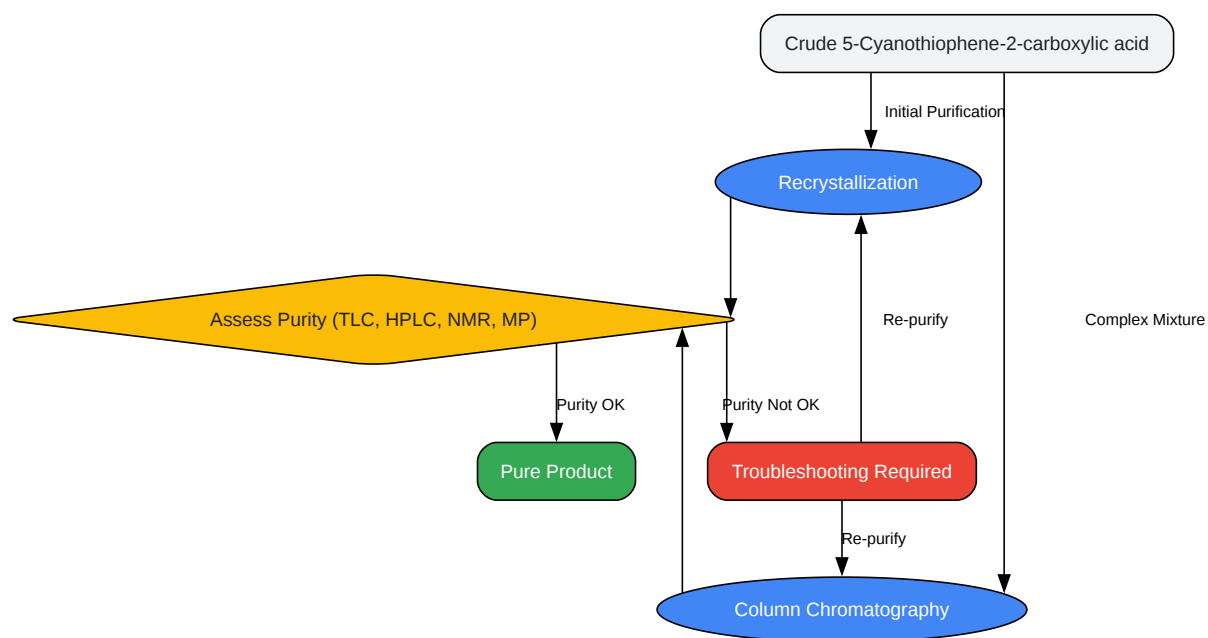 Crude 5-Cyanothiophene-2-carboxylic acid
Initial Purification
Recrystallization
Assess Purity (TLC, HPLC, NMR, MP)
Re-purify
Complex Mixture
Purity OK
Purity Not OK
Pure Product
Troubleshooting Required
Re-purify
Column Chromatography